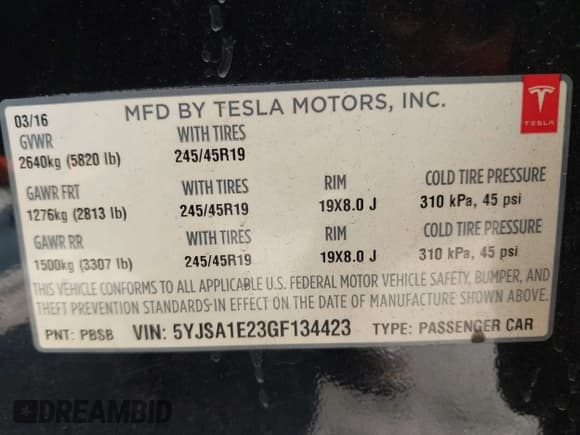 03/16 MFD BY TESLA MOTORS, INC.
TESLA
GVWR WITH TIRES
2640kg (5820 lb) 245/45R19
GAWR FRT WITH TIRES RIM COLD TIRE PRESSURE
1276kg (2813 lb) 245/45R19 19X8.0 J 310 kPa, 45 psi
GAWR RR WITH TIRES RIM COLD TIRE PRESSURE
1500kg (3307 lb) 245/45R19 19X8.0 J 310 kPa, 45 psi
THIS VEHICLE CONFORMS TO ALL APPLICABLE U.S. FEDERAL MOTOR VEHICLE SAFETY, BUMPER, AND
THEFT PREVENTION STANDARDS IN EFFECT ON THE DATE OF MANUFACTURE SHOWN ABOVE.
PNT: PBSB VIN: 5YJSA1E23GF134423 TYPE: PASSENGER CAR
DREAMBID